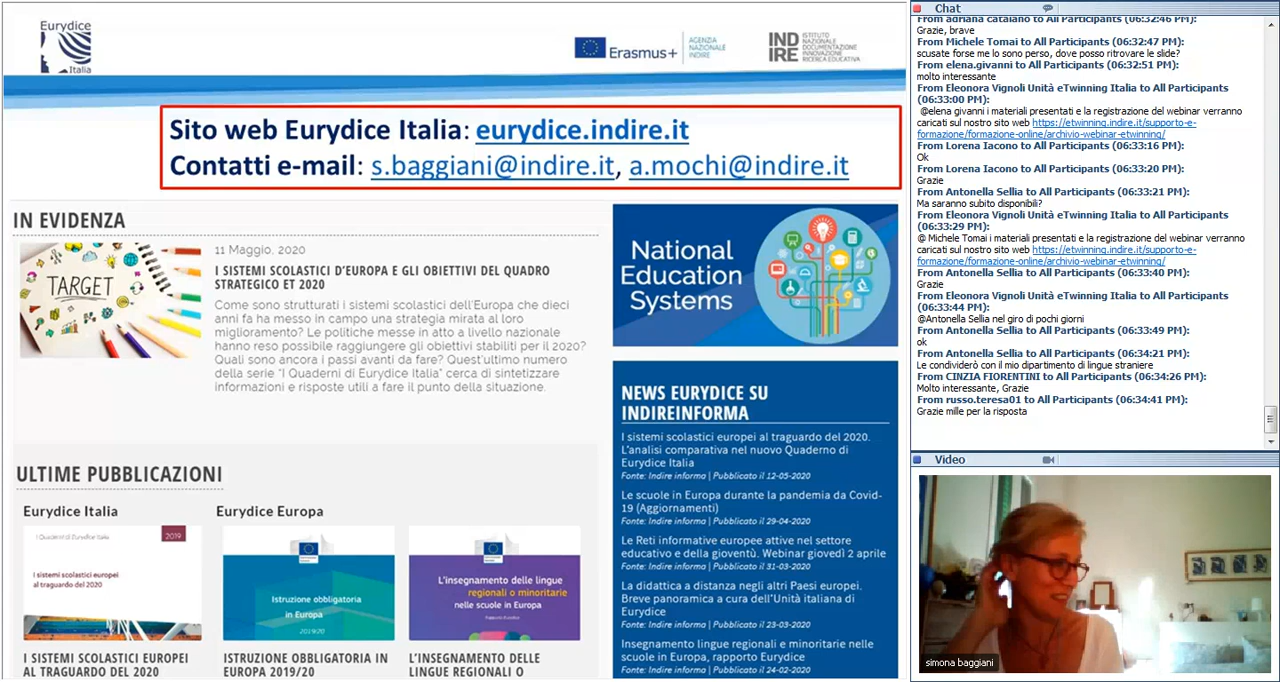 Eurydice
Italia
Erasmus+
AGENZIA
NAZIONALE
INDIRE
IND
IRE
ISTITUTO
NAZIONALE
DOCUMENTAZIONE
INNOVAZIONE
RICERCA EDUCATIVA
Sito web Eurydice Italia: eurydice.indire.it
Contatti e-mail: s.baggiani@indire.it, a.mochi@indire.it
IN EVIDENZA
TARGET
11 Maggio, 2020
I SISTEMI SCOLASTICI D'EUROPA E GLI OBIETTIVI DEL QUADRO
STRATEGICO ET 2020
Come sono strutturati i sistemi scolastici dell'Europa che dieci
anni fa ha messo in campo una strategia mirata al loro
miglioramento? Le politiche messe in atto a livello nazionale
hanno reso possibile raggiungere gli obiettivi stabiliti per il 2020?
Quali sono ancora i passi avanti da fare? Quest'ultimo numero
della serie "I Quaderni di Eurydice Italia" cerca di sintetizzare
informazioni e risposte utili a fare il punto della situazione.
National
Education
Systems
NEWS EURYDICE SU
INDIREINFORMA
I sistemi scolastici europei al traguardo del 2020.
L'analisi comparativa nel nuovo Quaderno di
Eurydice Italia
Fonte: Indire informa | Pubblicato il 12-05-2020
Le scuole in Europa durante la pandemia da Covid-
19 (Aggiornamenti)
Fonte: Indire informa | Pubblicato il 29-04-2020
Le Reti informative europee attive nel settore
educativo e della gioventù. Webinar giovedì 2 aprile
Fonte: Indire informa | Pubblicato il 31-03-2020
La didattica a distanza negli altri Paesi europei.
Breve panoramica a cura dell'Unità italiana di
Eurydice
Fonte: Indire informa | Pubblicato il 23-03-2020
Insegnamento lingue regionali e minoritarie nelle
scuole in Europa, rapporto Eurydice
Fonte: Indire informa | Pubblicato il 24-02-2020
ULTIME PUBBLICAZIONI
Eurydice Italia
Eurydice Europa
I Quaderni di Eurydice Italia
2019
I sistemi scolastici europei
al traguardo del 2020
Istruzione obbligatoria
in Europa
2019/20
L'insegnamento delle lingue
regionali o minoritarie
nelle scuole in Europa
Rapporto Eurydice
I SISTEMI SCOLASTICI EUROPEI
AL TRAGUARDO DEL 2020
ISTRUZIONE OBBLIGATORIA IN
EUROPA 2019/20
L'INSEGNAMENTO DELLE
LINGUE REGIONALI O
Chat
From adriana catalano to All Participants (06:32:46 PM):
Grazie, brave
From Michele Tomai to All Participants (06:32:47 PM):
scusate forse me lo sono perso, dove posso ritrovare le slide?
From elena.givanni to All Participants (06:32:51 PM):
molto interessante
From Eleonora Vignoli Unità eTwinning Italia to All Participants
(06:33:00 PM):
@elena givanni i materiali presentati e la registrazione del webinar verranno
caricati sul nostro sito web https://etwinning.indire.it/supporto-e-
formazione/formazione-online/archivio-webinar-etwinning/
From Lorena Iacono to All Participants (06:33:16 PM):
Ok
From Lorena Iacono to All Participants (06:33:20 PM):
Grazie
From Antonella Sellia to All Participants (06:33:21 PM):
Ma saranno subito disponibili?
From Eleonora Vignoli Unità eTwinning Italia to All Participants
(06:33:29 PM):
@ Michele Tomai i materiali presentati e la registrazione del webinar verranno
caricati sul nostro sito web https://etwinning.indire.it/supporto-e-
formazione/formazione-online/archivio-webinar-etwinning/
From Antonella Sellia to All Participants (06:33:40 PM):
Grazie
From Eleonora Vignoli Unità eTwinning Italia to All Participants
(06:33:44 PM):
@Antonella Sellia nel giro di pochi giorni
From Antonella Sellia to All Participants (06:33:49 PM):
ok
From Antonella Sellia to All Participants (06:34:21 PM):
Le condividerò con il mio dipartimento di lingue straniere
From CINZIA FIORENTINI to All Participants (06:34:26 PM):
Molto interessante, Grazie
From russo.teresa01 to All Participants (06:34:41 PM):
Grazie mille per la risposta
Video
simona baggiani